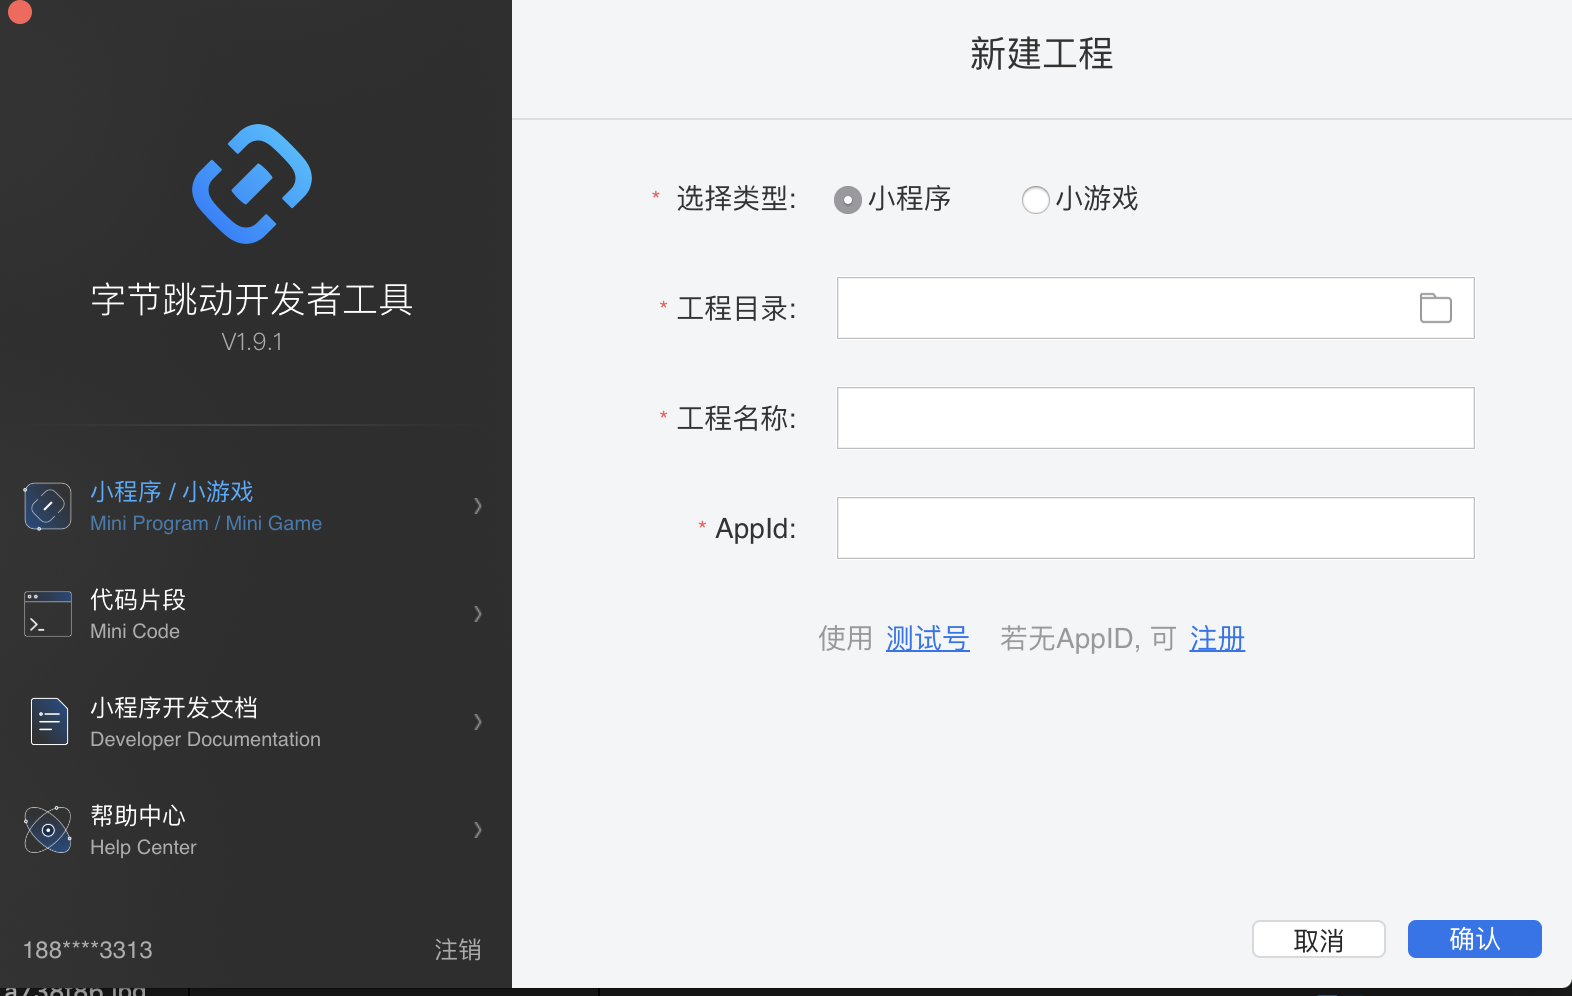 字节跳动开发者工具
V1.9.1
小程序 / 小游戏
Mini Program / Mini Game
代码片段
Mini Code
小程序开发文档
Developer Documentation
帮助中心
Help Center
188****3313 注销
新建工程
* 选择类型: 小程序 小游戏
* 工程目录:
* 工程名称:
* AppId:
使用 测试号 若无AppID, 可 注册
取消 确认